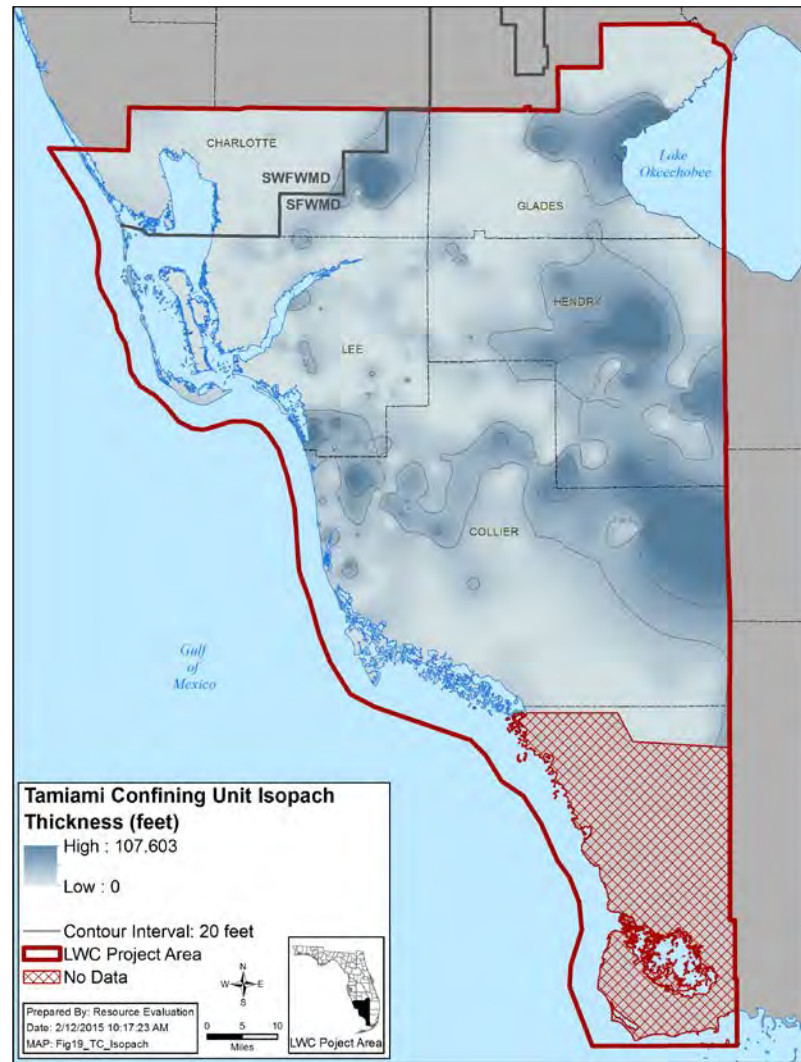 CHARLOTTE
SWFWMD
SFWMD
Lake
Okeechobee
GLADES
HENDRY
LEE
COLLIER
Gulf
of
Mexico
Tamiami Confining Unit Isopach
Thickness (feet)
High : 107.603
Low : 0
Contour Interval: 20 feet
LWC Project Area
No Data
Prepared By: Resource Evaluation
Date: 2/12/2015 10:17:23 AM
MAP: Fig19_TC_Isopach
N
W E
S
0 5 10
Miles
LWC Poject Area